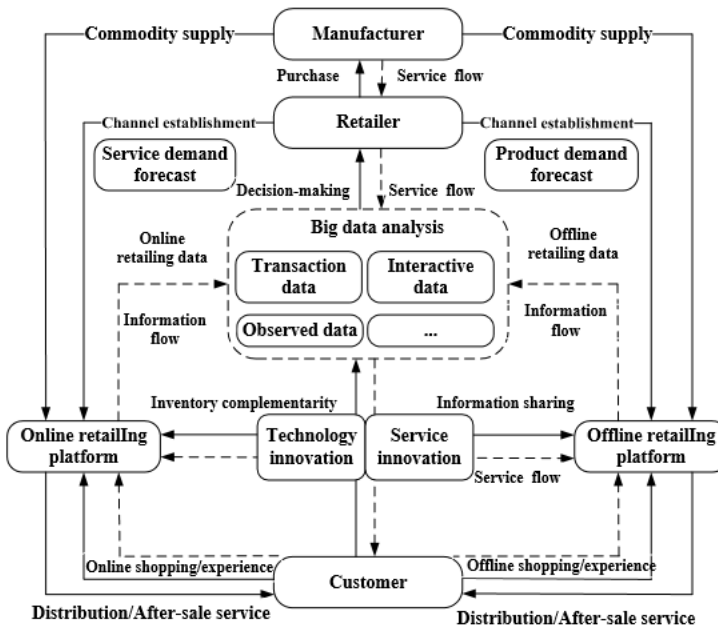 Commodity supply
Manufacturer
Commodity supply
Purchase
Service flow
Channel establishment
Retailer
Channel establishment
Service demand
forecast
Product demand
forecast
Decision-making
Service flow
Online
retailing data
Big data analysis
Offline
retailing data
Transaction
data
Interactive
data
Information
flow
Information
flow
Observed data
...
Inventory complementarity
Information sharing
Online retailIng
platform
Technology
innovation
Service
innovation
Offline retailIng
platform
Service flow
Online shopping/experience
Customer
Offline shopping/experience
Distribution/After-sale service
Distribution/After-sale service